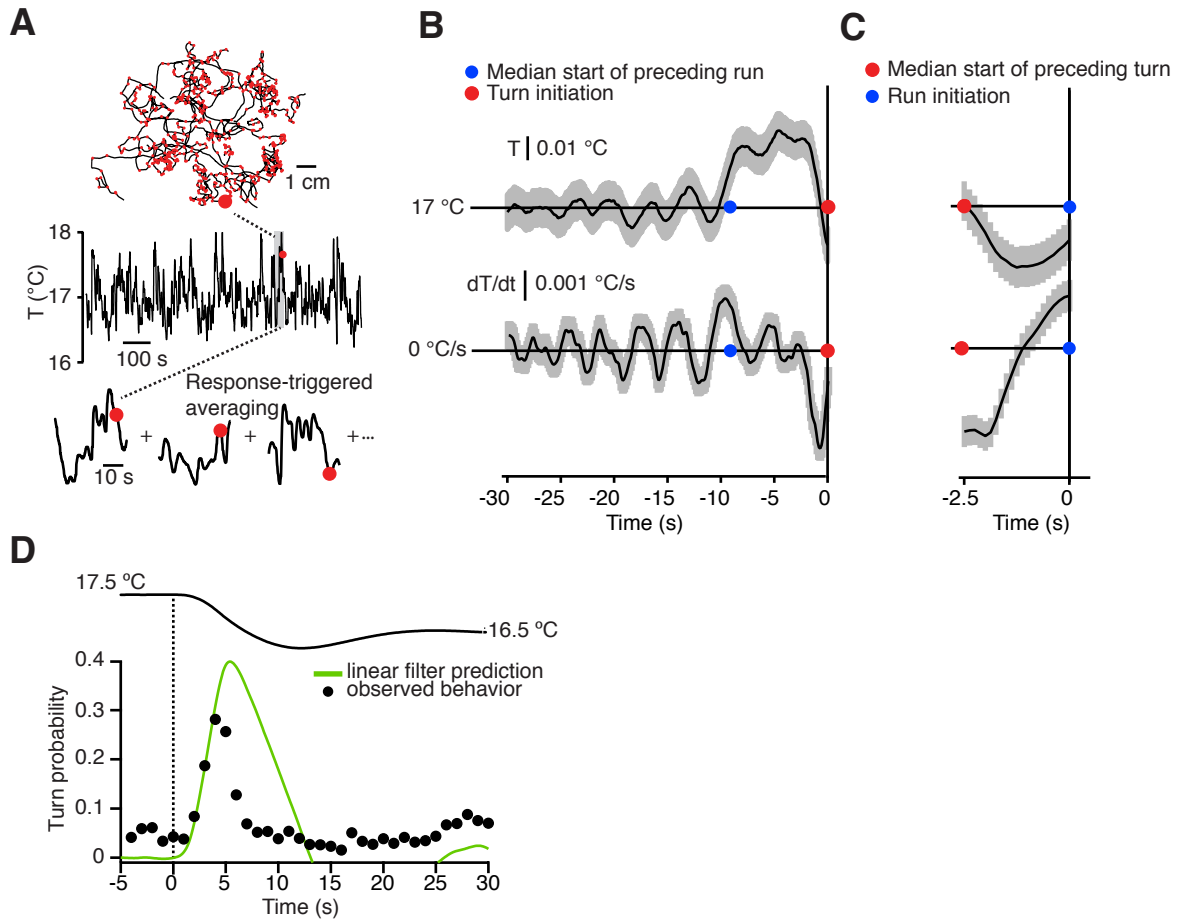 A
1 cm
18
17
16
T (°C)
100 s
Response-triggered
averaging
+
+
+ ...
10 s
B
Median start of preceding run
Turn initiation
T
0.01 °C
17 °C
dT/dt
0.001 °C/s
0 °C/s
-30
-25
-20
-15
-10
-5
0
Time (s)
C
Median start of preceding turn
Run initiation
-2.5
0
Time (s)
D
17.5 ºC
16.5 ºC
linear filter prediction
observed behavior
0.4
0.3
0.2
0.1
0
Turn probability
-5
0
5
10
15
20
25
30
Time (s)